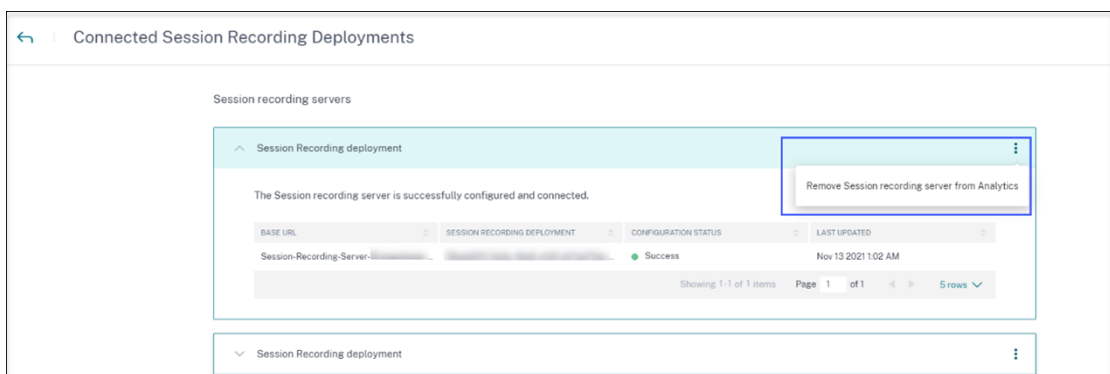 Connected Session Recording Deployments
Session recording servers
Session Recording deployment
Remove Session recording server from Analytics
The Session recording server is successfully configured and connected.
BASE URL SESSION RECORDING DEPLOYMENT CONFIGURATION STATUS LAST UPDATED
Session-Recording-Server- ... ... Success Nov 13 2021 1:02 AM
Showing 1-1 of 1 items Page 1 of 1 5 rows
Session Recording deployment